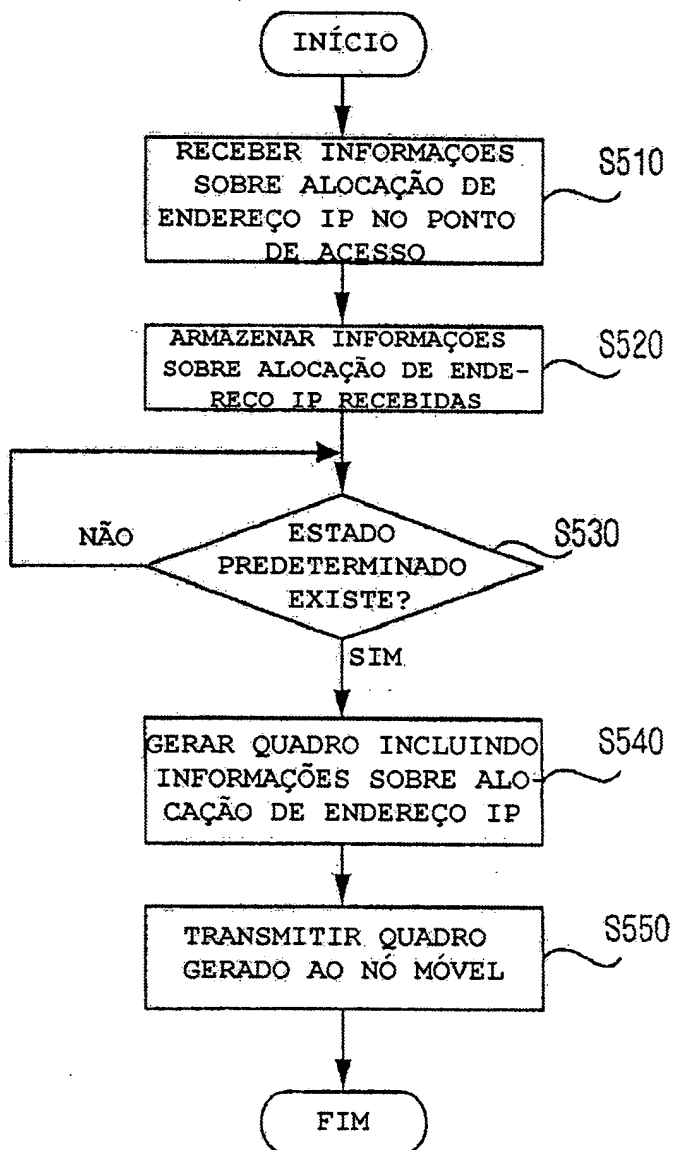 INÍCIO
RECEBER INFORMAÇOES
SOBRE ALOCAÇÃO DE
ENDEREÇO IP NO PONTO
DE ACESSO
S510
ARMAZENAR INFORMAÇOES
SOBRE ALOCAÇÃO DE ENDE-
REÇO IP RECEBIDAS
S520
NÃO
ESTADO
PREDETERMINADO
EXISTE?
S530
SIM
GERAR QUADRO INCLUINDO
INFORMAÇÕES SOBRE ALO-
CAÇÃO DE ENDEREÇO IP
S540
TRANSMITIR QUADRO
GERADO AO NÓ MÓVEL
S550
FIM